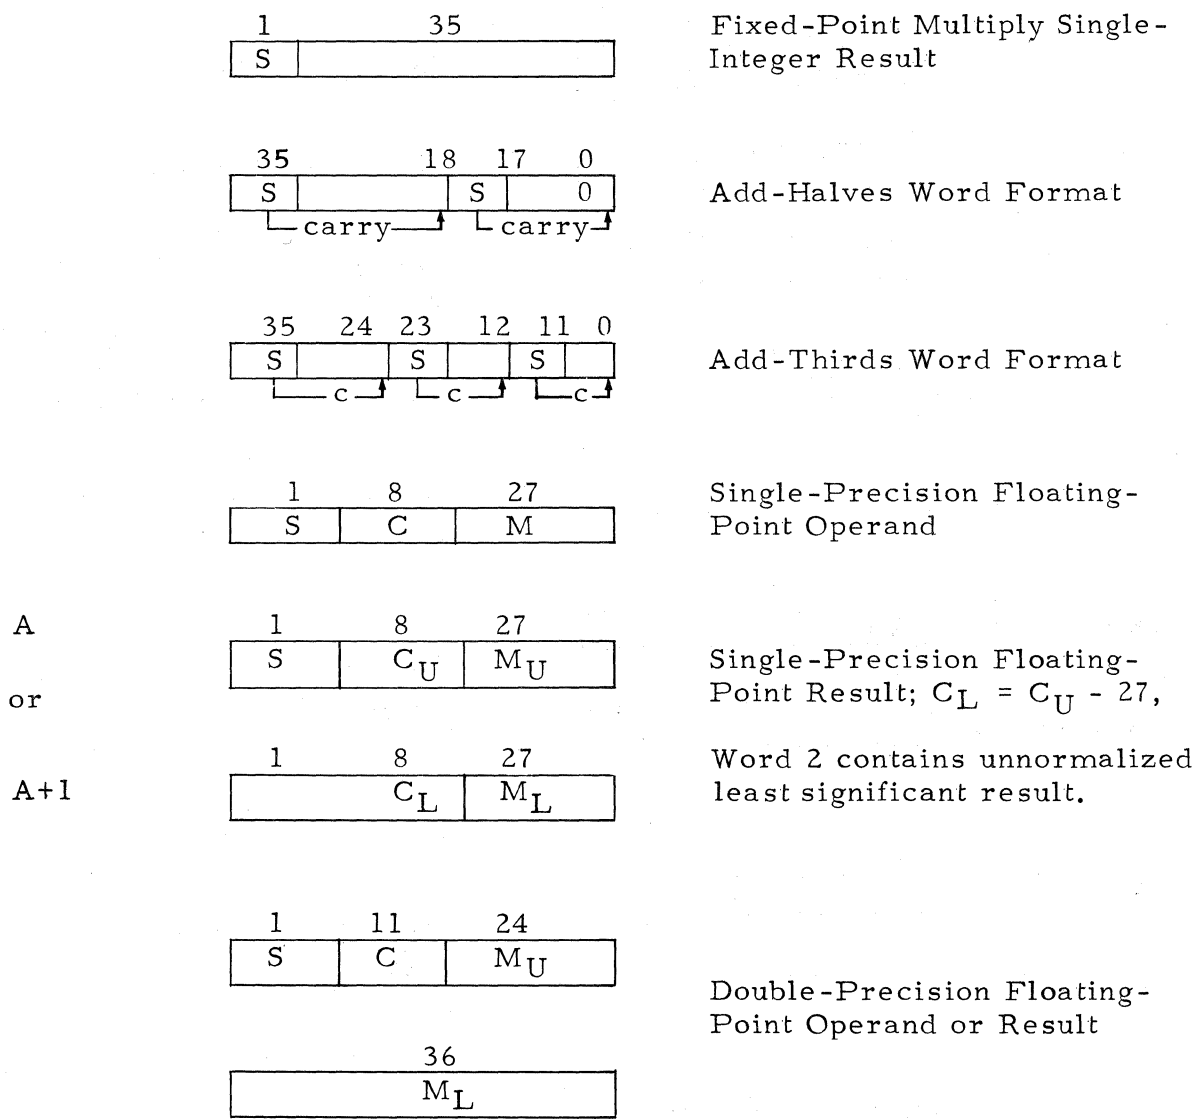 1 35
S
Fixed-Point Multiply Single-
Integer Result
35 18 17 0
S S 0
carry carry
Add-Halves Word Format
35 24 23 12 11 0
S S S
c c c
Add-Thirds Word Format
1 8 27
S C M
Single-Precision Floating-
Point Operand
A
1 8 27
S C_U M_U
or
Single-Precision Floating-
Point Result; C_L = C_U - 27,
A+1
1 8 27
C_L M_L
Word 2 contains unnormalized
least significant result.
1 11 24
S C M_U
Double-Precision Floating-
Point Operand or Result
36
M_L